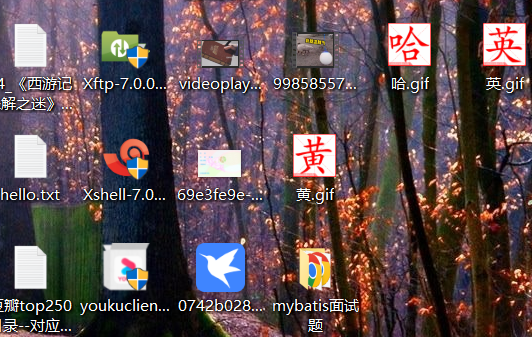 哈
英
4_《西游记
解之迷》...
Xftp-7.0.0...
videoplay...
99858557...
哈.gif
英.gif
黄
hello.txt
Xshell-7.0...
69e3fe9e-...
黄.gif
瓣top250
目录--对应...
youkuclien...
0742b028...
mybatis面试
题